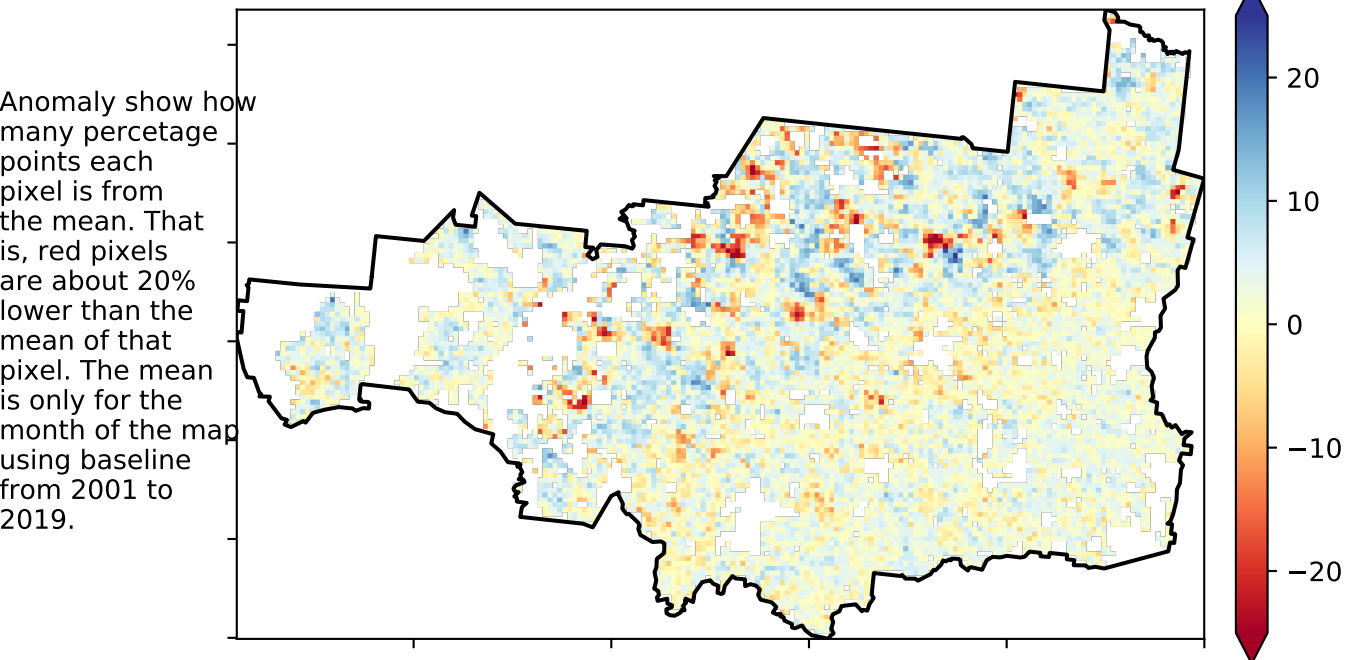 Anomaly show how
many percetage
points each
pixel is from
the mean. That
is, red pixels
are about 20%
lower than the
mean of that
pixel. The mean
is only for the
month of the map
using baseline
from 2001 to
2019.
20
10
0
−10
−20